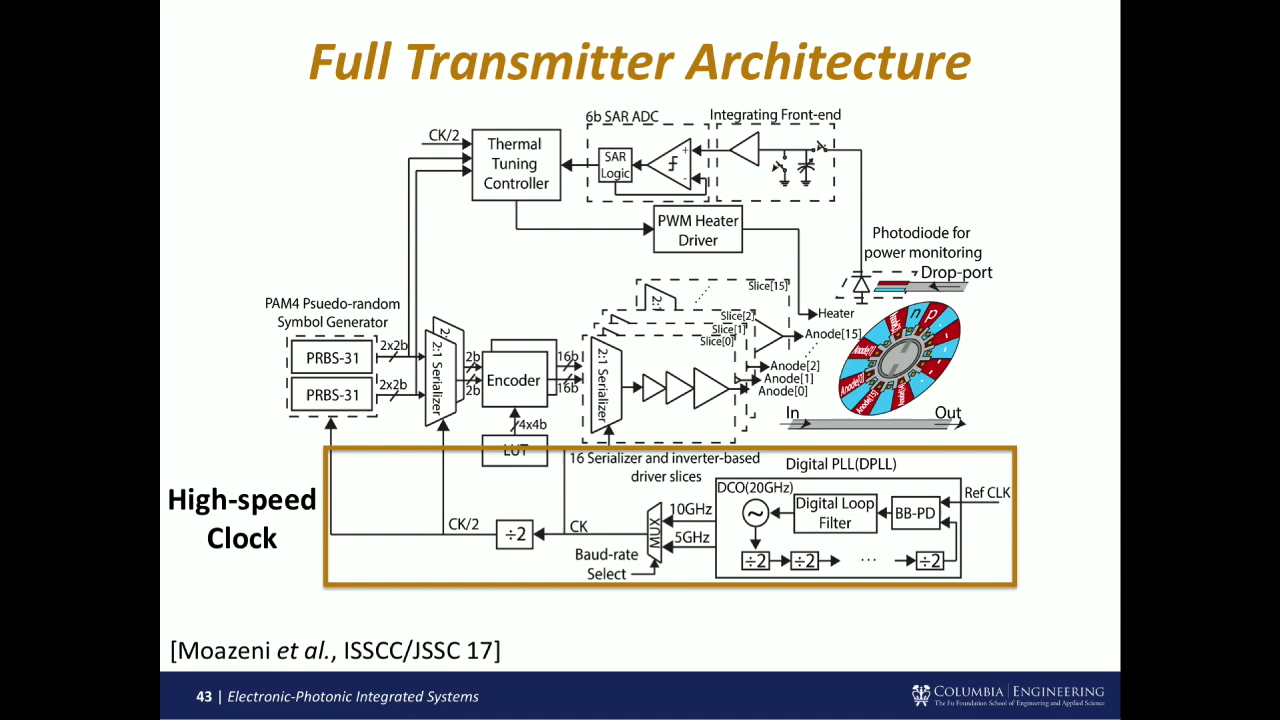 Full Transmitter Architecture
6b SAR ADC
Integrating Front-end
CK/2
Thermal
Tuning
Controller
SAR
Logic
+
-
PWM Heater
Driver
Photodiode for
power monitoring
Drop-port
PAM4 Psuedo-random
Symbol Generator
PRBS-31
PRBS-31
2x2b
2x2b
2:1 Serializer
2b
2b
Encoder
16b
16b
4x4b
LUT
2:1 Serializer
Slice[15]
Slice[2]
Slice[1]
Slice[0]
Heater
Anode[15]
Anode[2]
Anode[1]
Anode[0]
In
Out
16 Serializer and inverter-based
driver slices
Digital PLL(DPLL)
High-speed
Clock
CK/2
÷2
CK
MUX
10GHz
5GHz
Baud-rate
Select
DCO(20GHz)
~
Digital Loop
Filter
BB-PD
Ref CLK
÷2
÷2
...
÷2
[Moazeni et al., ISSCC/JSSC 17]
43 | Electronic-Photonic Integrated Systems
COLUMBIA | ENGINEERING
The Fu Foundation School of Engineering and Applied Science